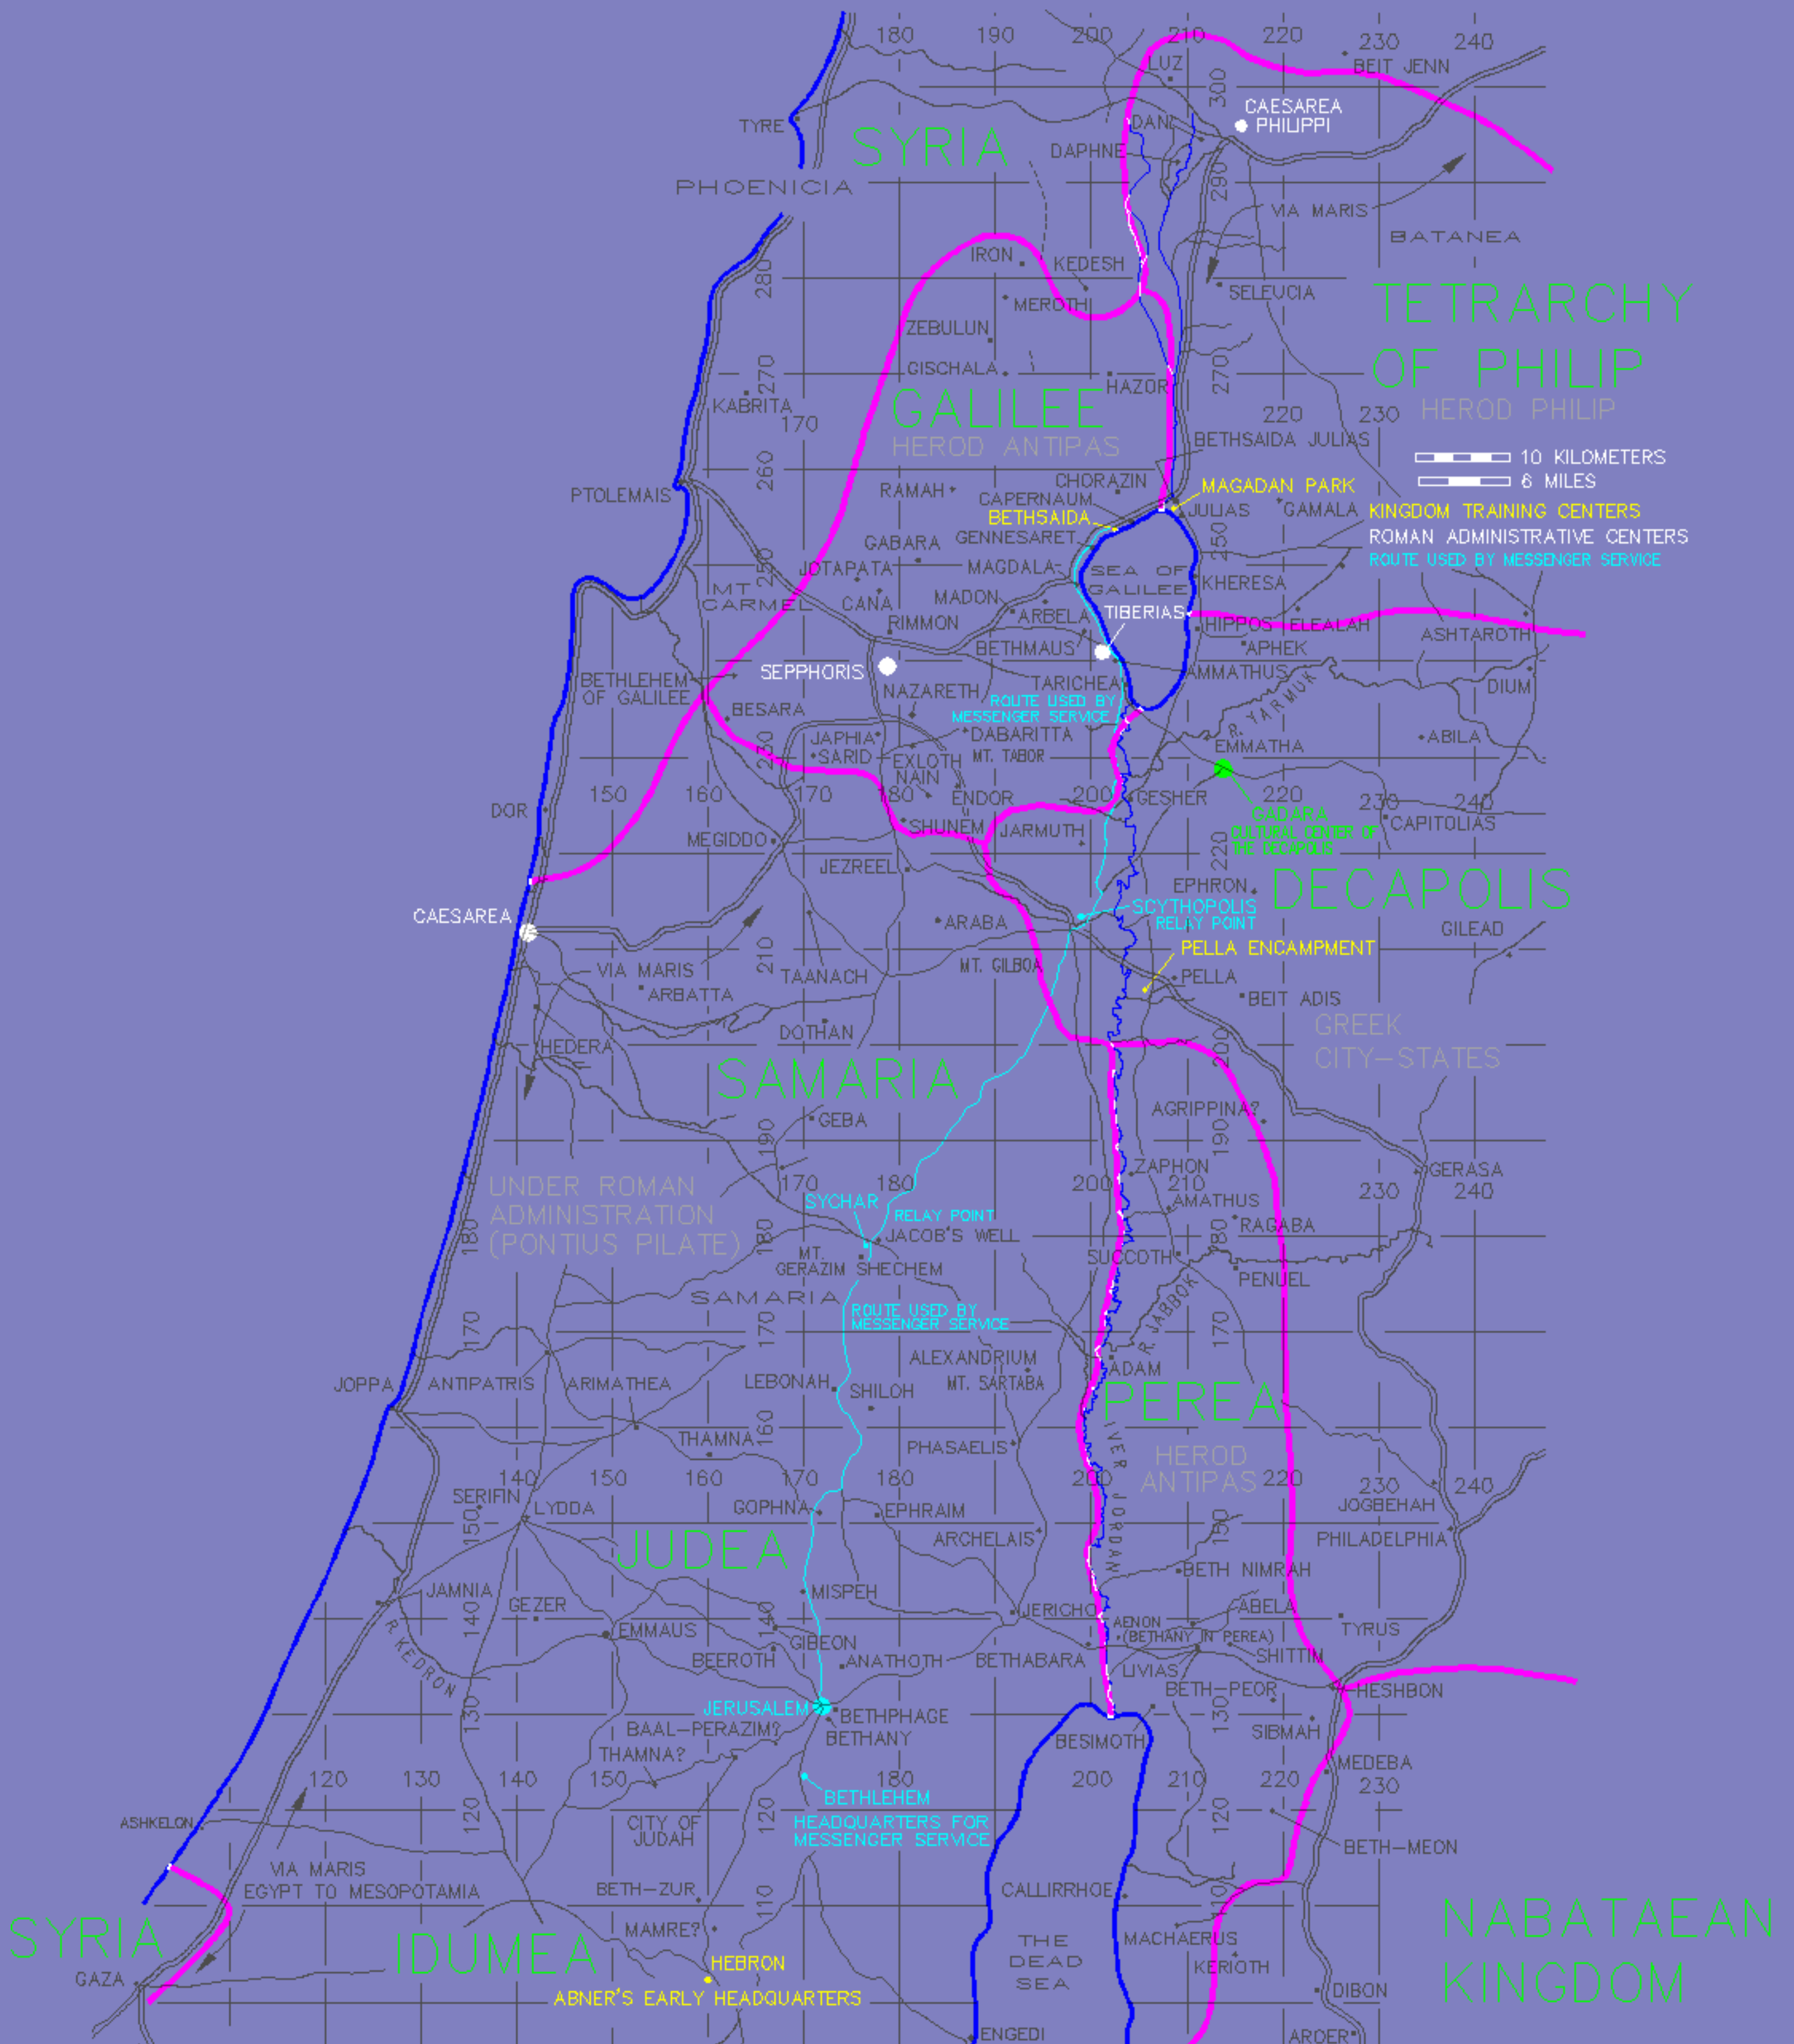 180 190 200 210 220 230 240
LUZ
BEIT JENN
300
CAESAREA
PHILIPPI
TYRE
DAN
SYRIA
DAPHNE
PHOENICIA
290
VIA MARIS
BATANEA
IRON
KEDESH
280
MEROTHI
SELEUCIA
TETRARCHY
OF PHILIP
HEROD PHILIP
ZEBULUN
GISCHALA
270
270
HAZOR
KABRITA
170
GALILEE
HEROD ANTIPAS
220 230
BETHSAIDA JULIAS
10 KILOMETERS
6 MILES
260
PTOLEMAIS
RAMAH
CHORAZIN
CAPERNAUM
MAGADAN PARK
BETHSAIDA
JULIAS
GAMALA
KINGDOM TRAINING CENTERS
ROMAN ADMINISTRATIVE CENTERS
ROUTE USED BY MESSENGER SERVICE
GENNESARET
GABARA
250
250
JOTAPATA
MAGDALA
SEA OF
GALILEE
KHERESA
MT
CARMEL
CANA
MADON
ARBELA
TIBERIAS
RIMMON
HIPPOS
ELEALAH
ASHTAROTH
BETHMAUS
APHEK
SEPPHORIS
AMMATHUS
BETHLEHEM
OF GALILEE
TARICHEA
NAZARETH
DIUM
ROUTE USED BY
MESSENGER SERVICE
R. YARMUK
BESARA
JAPHIA
DABARITTA
EMMATHA
ABILA
230
SARID
EXLOTH
MT. TABOR
NAIN
150 160 170 180 200 220 230 240
ENDOR
GESHER
DOR
GADARA
CULTURAL CENTER OF
THE DECAPOLIS
CAPITOLIAS
SHUNEM
JARMUTH
MEGIDDO
220
JEZREEL
EPHRON
DECAPOLIS
CAESAREA
SCYTHOPOLIS
RELAY POINT
ARABA
GILEAD
210
PELLA ENCAMPMENT
VIA MARIS
TAANACH
MT. GILBOA
PELLA
ARBATTA
BEIT ADIS
DOTHAN
GREEK
CITY-STATES
HEDERA
200
SAMARIA
AGRIPPINA?
GEBA
190
190
ZAPHON
GERASA
UNDER ROMAN
ADMINISTRATION
(PONTIUS PILATE)
170 180 200 210 230 240
SYCHAR
RELAY POINT
AMATHUS
RAGABA
180
180
180
JACOB'S WELL
MT.
GERAZIM
SHECHEM
SUCCOTH
PENUEL
SAMARIA
ROUTE USED BY
MESSENGER SERVICE
R. JABBOK
170
170
170
ALEXANDRIUM
MT. SARTABA
ADAM
JOPPA
ANTIPATRIS
ARIMATHEA
LEBONAH
SHILOH
PEREA
160
THAMNA
PHASAELIS
HEROD
ANTIPAS
140 150 160 170 180 200 220 230 240
IVER JORDAN
SERIFIN
LYDDA
GOPHNA
EPHRAIM
JOGBEHAH
150
150
JUDEA
ARCHELAIS
PHILADELPHIA
BETH NIMRAH
JAMNIA
MISPEH
GEZER
140
140
JERICHO
ABELA
AENON
(BETHANY IN PEREA)
TYRUS
R KEDRON
EMMAUS
GIBEON
BEEROTH
ANATHOTH
BETHABARA
SHITTIM
LIVIAS
BETH-PEOR
HESHBON
JERUSALEM
130
130
BETHPHAGE
BETHANY
BAAL-PERAZIM?
SIBMAH
BESIMOTH
THAMNA?
MEDEBA
120 130 140 150 180 200 210 220 230
BETHLEHEM
HEADQUARTERS FOR
MESSENGER SERVICE
ASHKELON
120
120
120
CITY OF
JUDAH
BETH-MEON
VIA MARIS
EGYPT TO MESOPOTAMIA
BETH-ZUR
110
110
CALLIRRHOE
SYRIA
IDUMEA
MAMRE?
THE
DEAD
SEA
MACHAERUS
NABATAEAN
KINGDOM
KERIOTH
GAZA
HEBRON
ABNER'S EARLY HEADQUARTERS
DIBON
ENGEDI
AROER